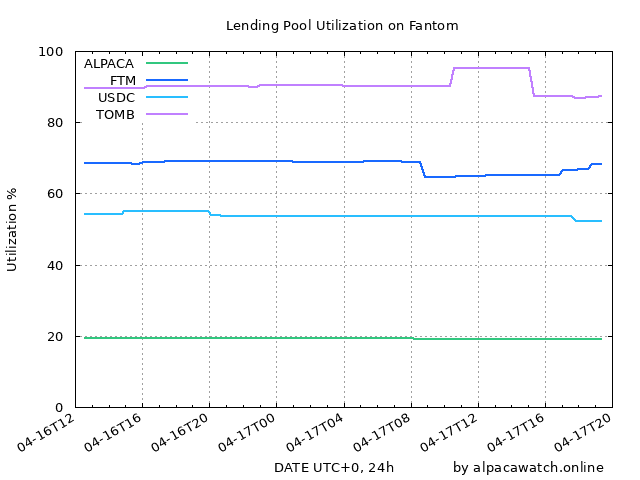 Lending Pool Utilization on Fantom
ALPACA
FTM
USDC
TOMB
Utilization %
100
80
60
40
20
0
04-16T12
04-16T16
04-16T20
04-17T00
04-17T04
04-17T08
04-17T12
04-17T16
04-17T20
DATE UTC+0, 24h
by alpacawatch.online